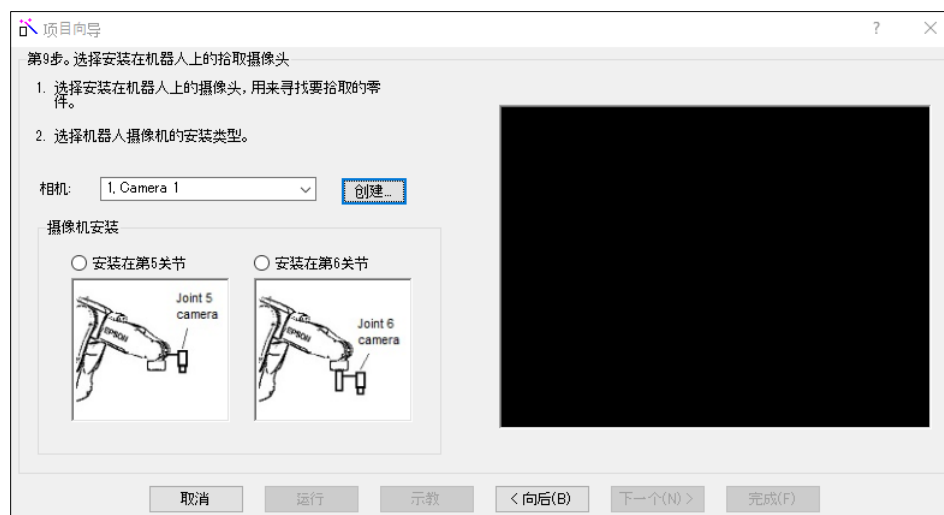 项目向导
?
第9步。选择安装在机器人上的拾取摄像头
1. 选择安装在机器人上的摄像头，用来寻找要拾取的零
件。
2. 选择机器人摄像机的安装类型。
相机:
1, Camera 1
创建...
摄像机安装
安装在第5关节
安装在第6关节
Joint 5
camera
EPSON
Joint 6
camera
EPSON
取消
运行
示教
< 向后(B)
下一个(N) >
完成(F)